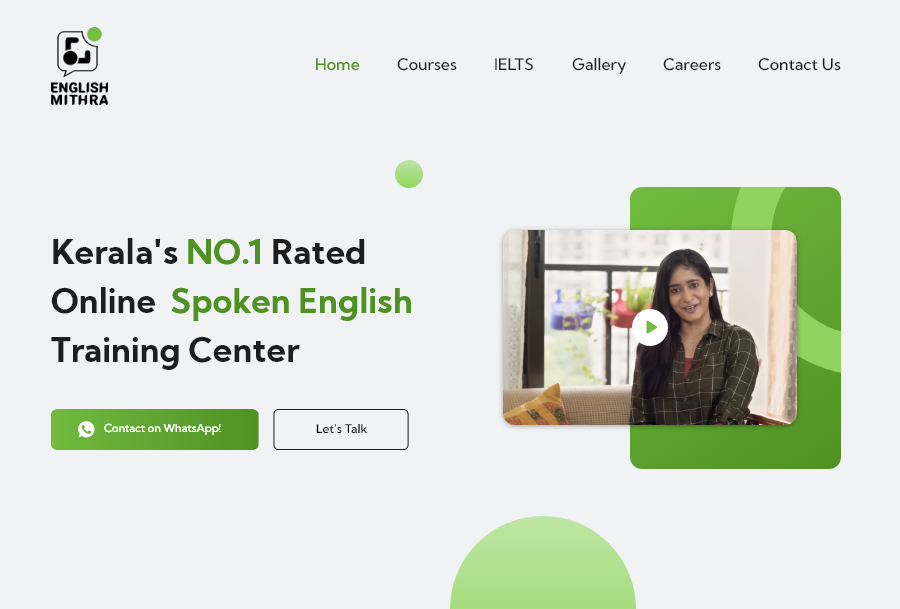 ENGLISH
MITHRA
Home Courses IELTS Gallery Careers Contact Us
Kerala's NO.1 Rated
Online Spoken English
Training Center
Contact on WhatsApp!
Let's Talk